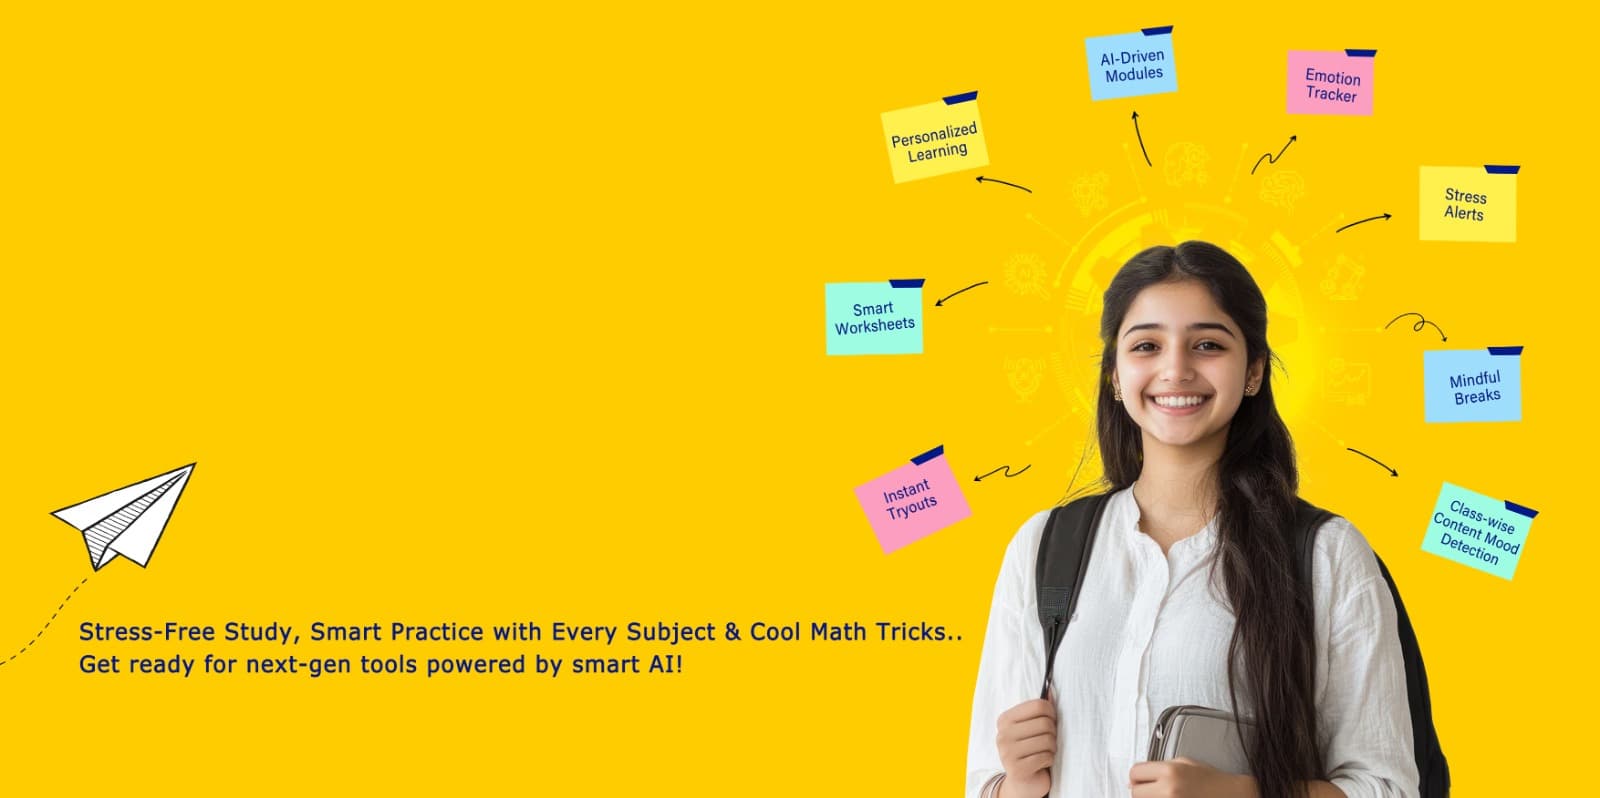 AI-Driven
Modules
Emotion
Tracker
Personalized
Learning
Stress
Alerts
Smart
Worksheets
Mindful
Breaks
Instant
Tryouts
Class-wise
Content Mood
Detection
Stress-Free Study, Smart Practice with Every Subject & Cool Math Tricks..
Get ready for next-gen tools powered by smart AI!
AI